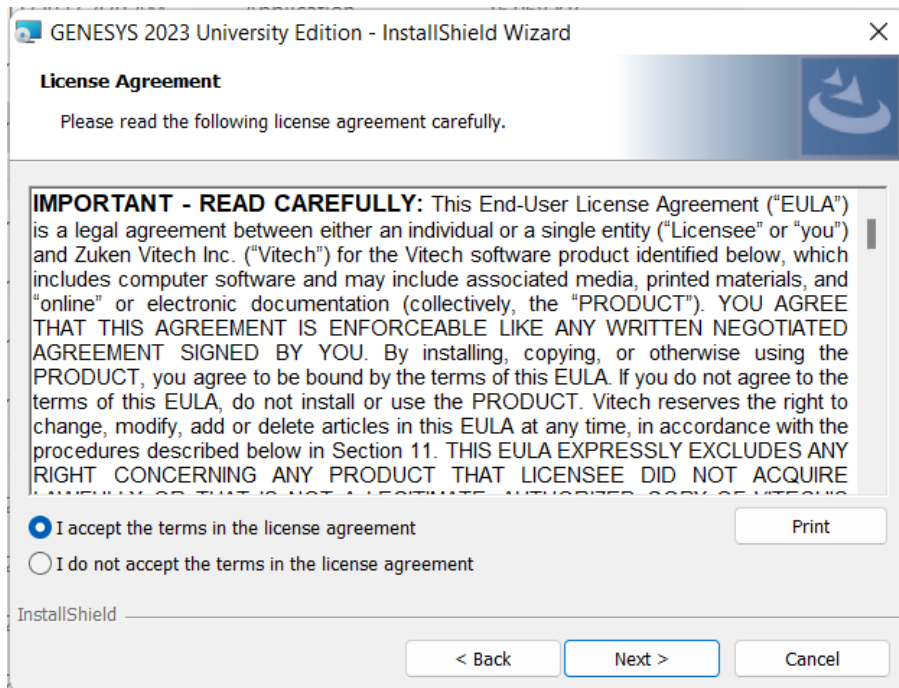 GENESYS 2023 University Edition - InstallShield Wizard
License Agreement
Please read the following license agreement carefully.
IMPORTANT - READ CAREFULLY: This End-User License Agreement (“EULA”)
is a legal agreement between either an individual or a single entity (“Licensee” or “you”)
and Zuken Vitech Inc. (“Vitech”) for the Vitech software product identified below, which
includes computer software and may include associated media, printed materials, and
“online” or electronic documentation (collectively, the “PRODUCT”). YOU AGREE
THAT THIS AGREEMENT IS ENFORCEABLE LIKE ANY WRITTEN NEGOTIATED
AGREEMENT SIGNED BY YOU. By installing, copying, or otherwise using the
PRODUCT, you agree to be bound by the terms of this EULA. If you do not agree to the
terms of this EULA, do not install or use the PRODUCT. Vitech reserves the right to
change, modify, add or delete articles in this EULA at any time, in accordance with the
procedures described below in Section 11. THIS EULA EXPRESSLY EXCLUDES ANY
RIGHT CONCERNING ANY PRODUCT THAT LICENSEE DID NOT ACQUIRE
I accept the terms in the license agreement
Print
I do not accept the terms in the license agreement
InstallShield
< Back
Next >
Cancel